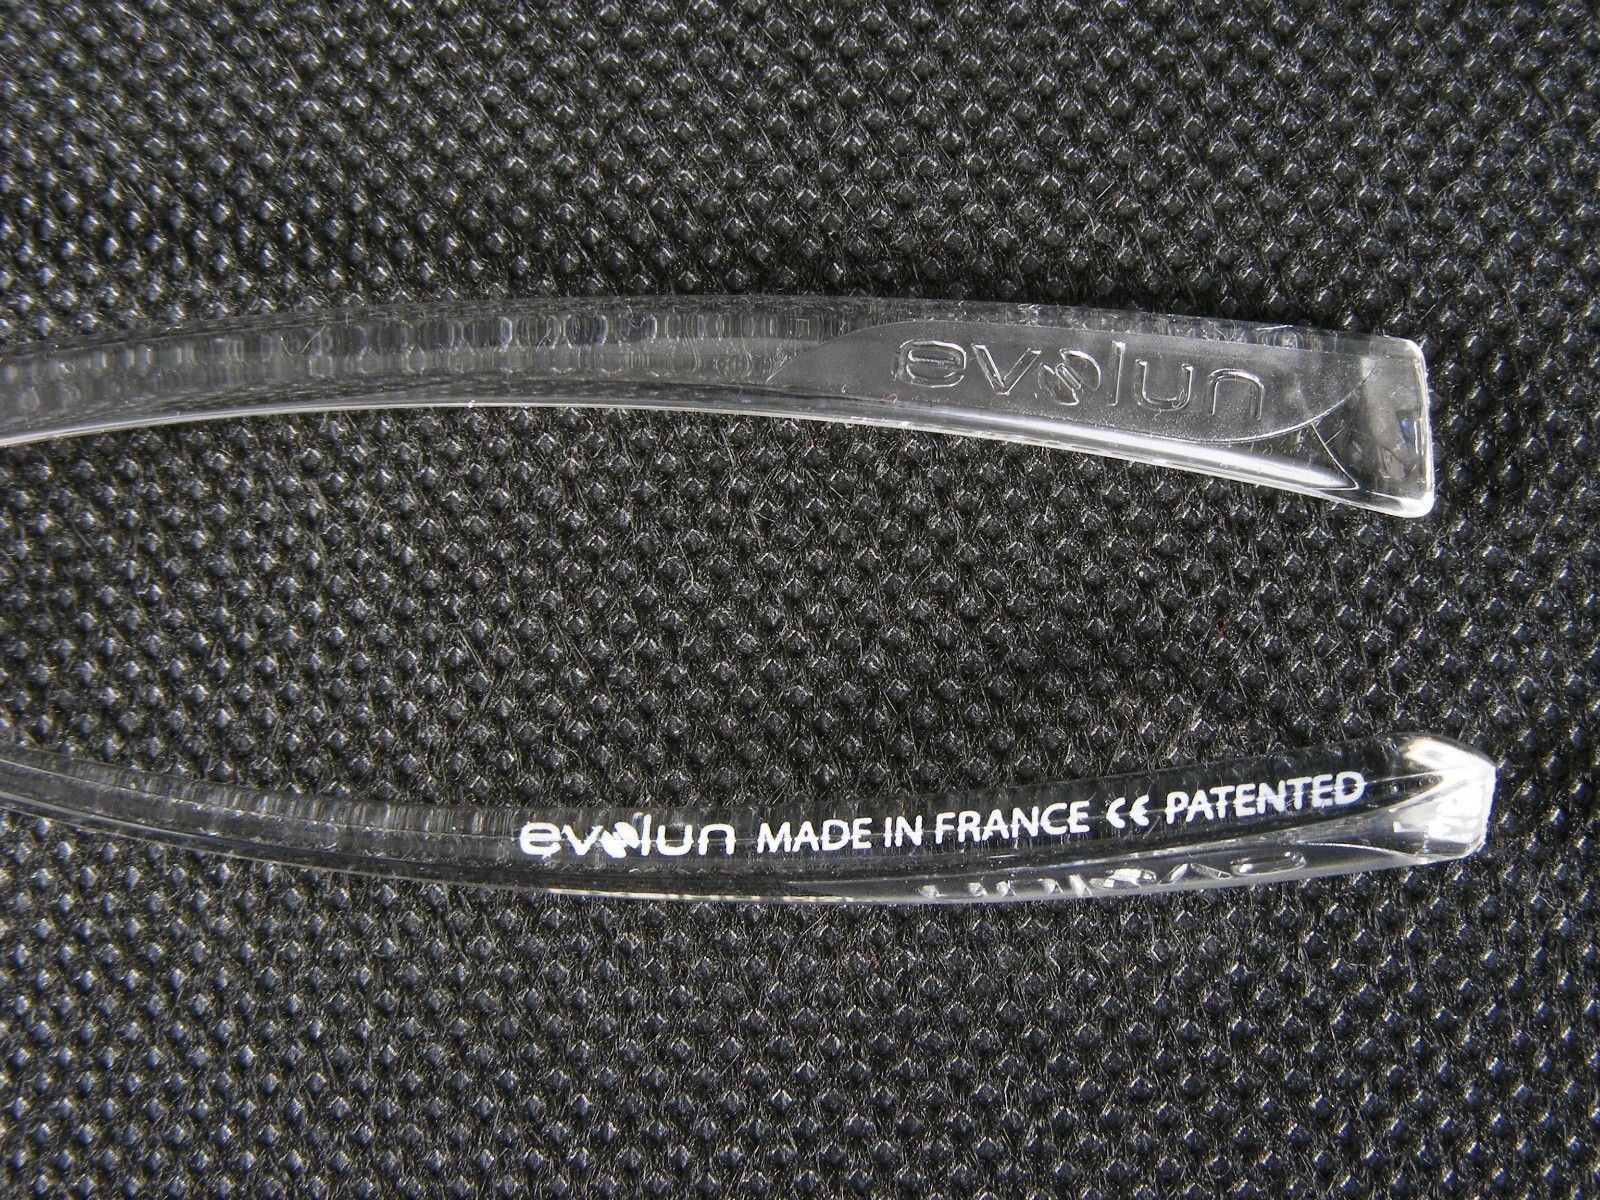 evolun
evolun MADE IN FRANCE CE PATENTED